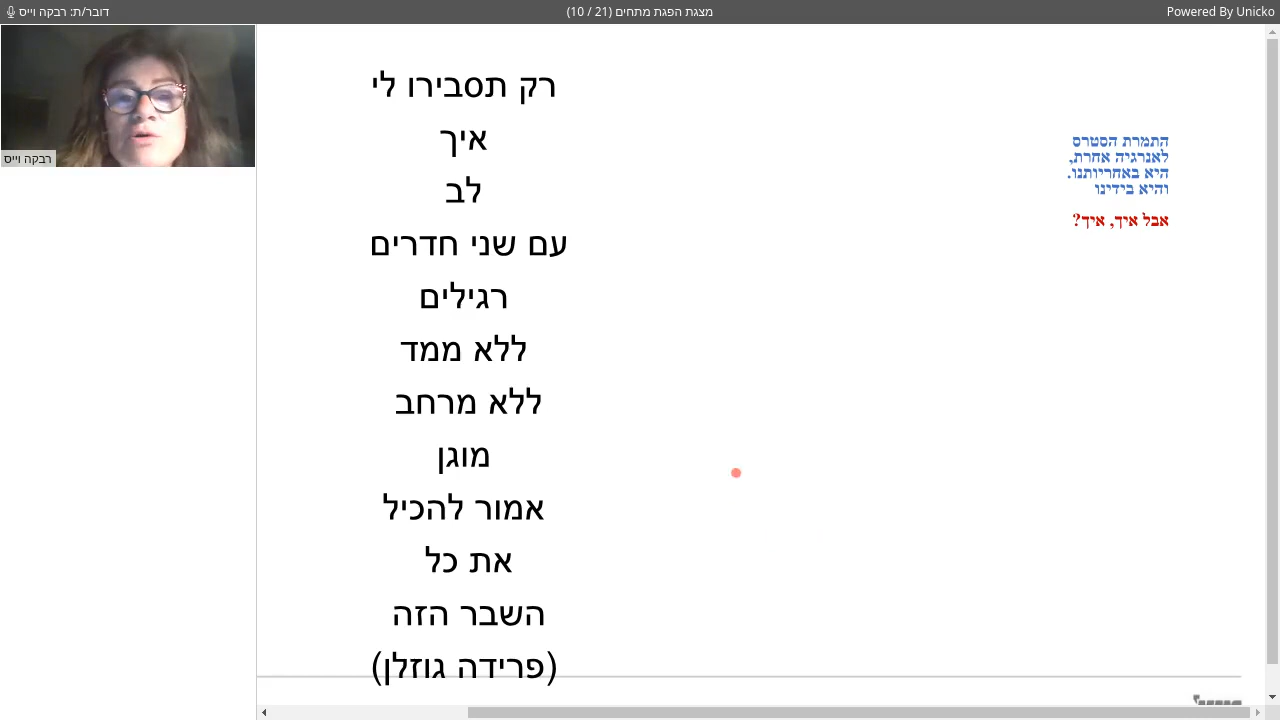 דובר/ת: רבקה וייס
מצגת הפגת מתחים (21 / 10)
Powered By Unicko
רבקה וייס
רק תסבירו לי
איך
לב
עם שני חדרים
רגילים
ללא ממד
ללא מרחב
מוגן
אמור להכיל
את כל
השבר הזה
(פרידה גוזלן)
התמרת הסטרס
לאנרגיה אחרת,
היא באחריותנו.
והיא בידינו
אבל איך, איך?